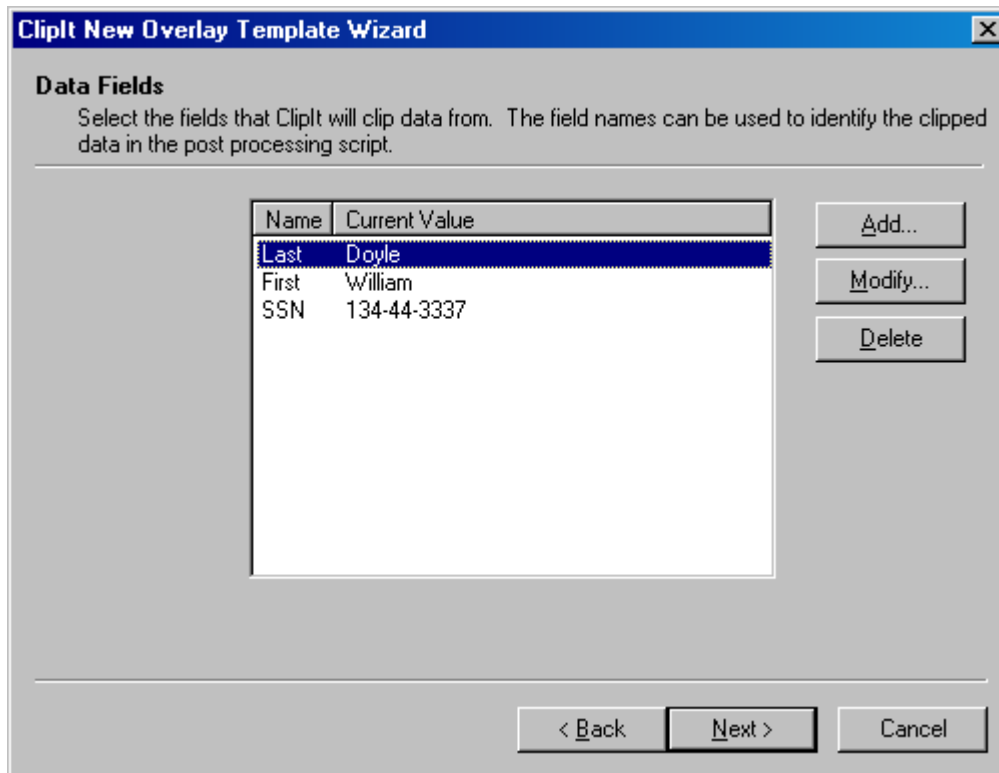 ClipIt New Overlay Template Wizard
Data Fields
Select the fields that ClipIt will clip data from. The field names can be used to identify the clipped
data in the post processing script.
Name Current Value
Last Doyle
First William
SSN 134-44-3337
Add...
Modify...
Delete
< Back
Next >
Cancel